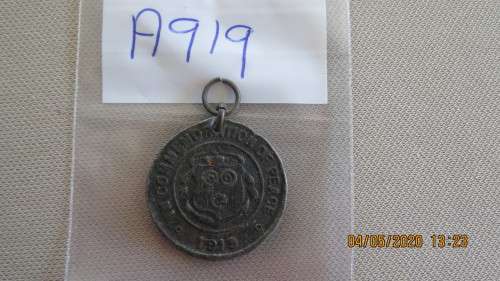 A919
IN COMMEMORATION OF PEACE
1919
04/05/2020 13:23